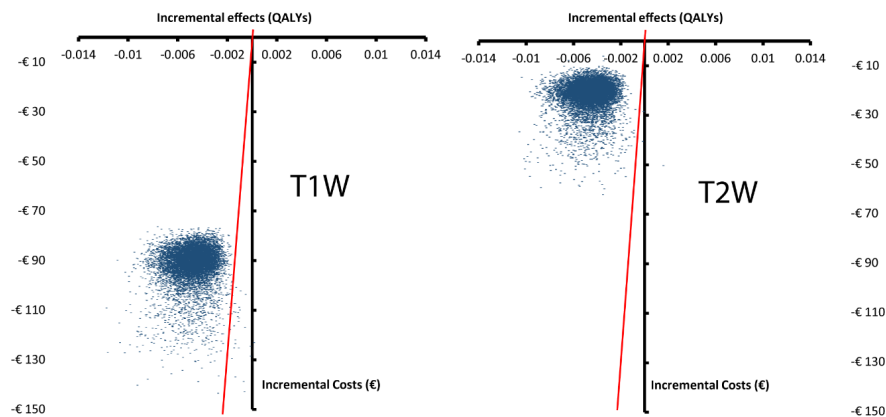 Incremental effects (QALYs)
-0.014 -0.01 -0.006 -0.002 0.002 0.006 0.01 0.014
-€ 10
-€ 30
-€ 50
-€ 70
-€ 90
-€ 110
-€ 130
-€ 150
T1W
Incremental Costs (€)
Incremental effects (QALYs)
-0.014 -0.01 -0.006 -0.002 0.002 0.006 0.01 0.014
-€ 10
-€ 30
-€ 50
-€ 70
-€ 90
-€ 110
-€ 130
-€ 150
T2W
Incremental Costs (€)